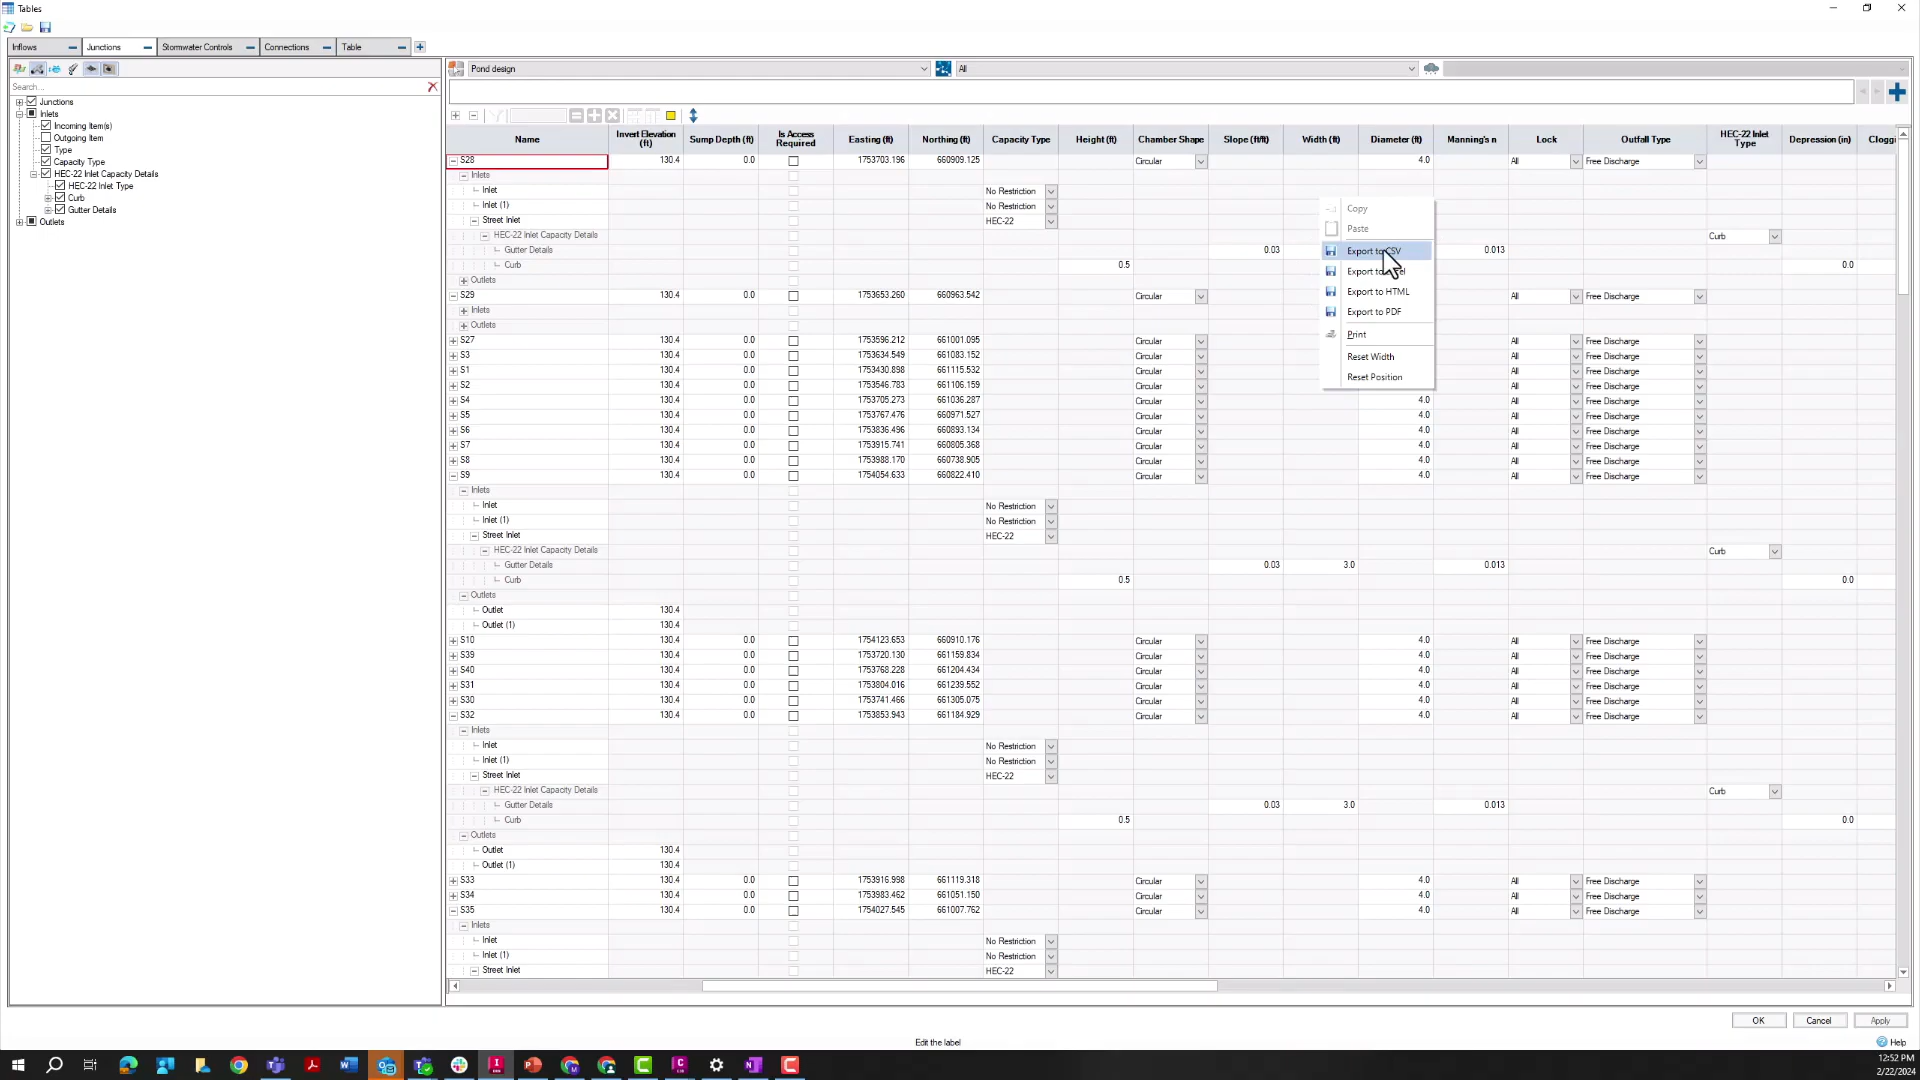 Tables
Inflows Junctions Stormwater Controls Connections Table
Pond design All
Search...
Junctions
Inlets
Incoming Item(s)
Outgoing Item
Type
Capacity Type
HEC-22 Inlet Capacity Details
HEC-22 Inlet Type
Curb
Gutter Details
Outlets
Name Invert Elevation (ft) Sump Depth (ft) Is Access Required Easting (ft) Northing (ft) Capacity Type Height (ft) Chamber Shape Slope (ft/ft) Width (ft) Diameter (ft) Manning's n Lock Outfall Type HEC-22 Inlet Type Depression (in) Cloggi
S28 130.4 0.0 1753703.196 660909.125 Circular 4.0 All Free Discharge
Inlets
Inlet No Restriction
Inlet (1) No Restriction
Street Inlet HEC-22
HEC-22 Inlet Capacity Details Curb
Gutter Details 0.03 0.013
Curb 0.5 0.0
Outlets
S29 130.4 0.0 1753653.260 660963.542 Circular All Free Discharge
Inlets
Outlets
S27 130.4 0.0 1753596.212 661001.095 Circular All Free Discharge
S3 130.4 0.0 1753634.549 661083.152 Circular All Free Discharge
S1 130.4 0.0 1753430.898 661115.532 Circular All Free Discharge
S2 130.4 0.0 1753546.783 661106.159 Circular All Free Discharge
S4 130.4 0.0 1753705.273 661036.287 Circular 4.0 All Free Discharge
S5 130.4 0.0 1753767.476 660971.527 Circular 4.0 All Free Discharge
S6 130.4 0.0 1753836.496 660893.134 Circular 4.0 All Free Discharge
S7 130.4 0.0 1753915.741 660805.368 Circular 4.0 All Free Discharge
S8 130.4 0.0 1753988.170 660738.905 Circular 4.0 All Free Discharge
S9 130.4 0.0 1754054.633 660822.410 Circular 4.0 All Free Discharge
Inlets
Inlet No Restriction
Inlet (1) No Restriction
Street Inlet HEC-22
HEC-22 Inlet Capacity Details Curb
Gutter Details 0.03 3.0 0.013
Curb 0.5 0.0
Outlets
Outlet 130.4
Outlet (1) 130.4
S10 130.4 0.0 1754123.653 660910.176 Circular 4.0 All Free Discharge
S39 130.4 0.0 1753720.130 661159.834 Circular 4.0 All Free Discharge
S40 130.4 0.0 1753768.228 661204.434 Circular 4.0 All Free Discharge
S31 130.4 0.0 1753804.016 661239.552 Circular 4.0 All Free Discharge
S30 130.4 0.0 1753741.466 661305.075 Circular 4.0 All Free Discharge
S32 130.4 0.0 1753853.943 661184.929 Circular 4.0 All Free Discharge
Inlets
Inlet No Restriction
Inlet (1) No Restriction
Street Inlet HEC-22
HEC-22 Inlet Capacity Details Curb
Gutter Details 0.03 3.0 0.013
Curb 0.5 0.0
Outlets
Outlet 130.4
Outlet (1) 130.4
S33 130.4 0.0 1753916.998 661119.318 Circular 4.0 All Free Discharge
S34 130.4 0.0 1753983.462 661051.150 Circular 4.0 All Free Discharge
S35 130.4 0.0 1754027.545 661007.762 Circular 4.0 All Free Discharge
Inlets
Inlet No Restriction
Inlet (1) No Restriction
Street Inlet HEC-22
Copy
Paste
Export to CSV
Export to
Export to HTML
Export to PDF
Print
Reset Width
Reset Position
OK Cancel Apply
Edit the label
Help
12:52 PM
2/22/2024